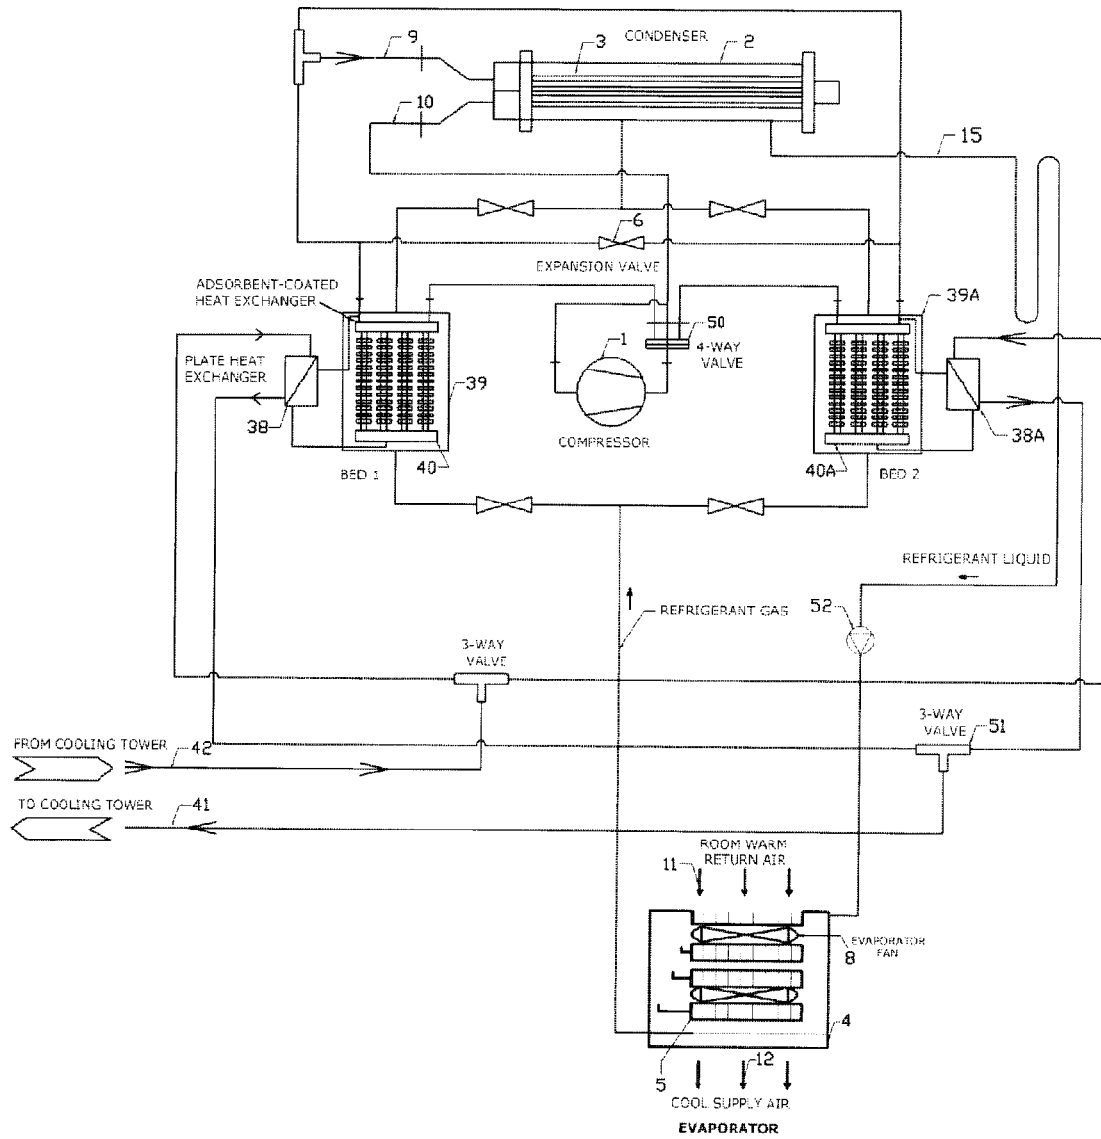 9
3
CONDENSER
2
10
15
6
EXPANSION VALVE
ADSORBENT-COATED
HEAT EXCHANGER
39A
50
4-WAY
VALVE
1
PLATE HEAT
EXCHANGER
39
38
COMPRESSOR
38A
40
40A
BED 1
BED 2
REFRIGERANT LIQUID
52
REFRIGERANT GAS
3-WAY
VALVE
3-WAY
VALVE
51
FROM COOLING TOWER
42
TO COOLING TOWER
41
ROOM WARM
RETURN AIR
11
EVAPORATOR
FAN
8
4
5
12
COOL SUPPLY AIR
EVAPORATOR